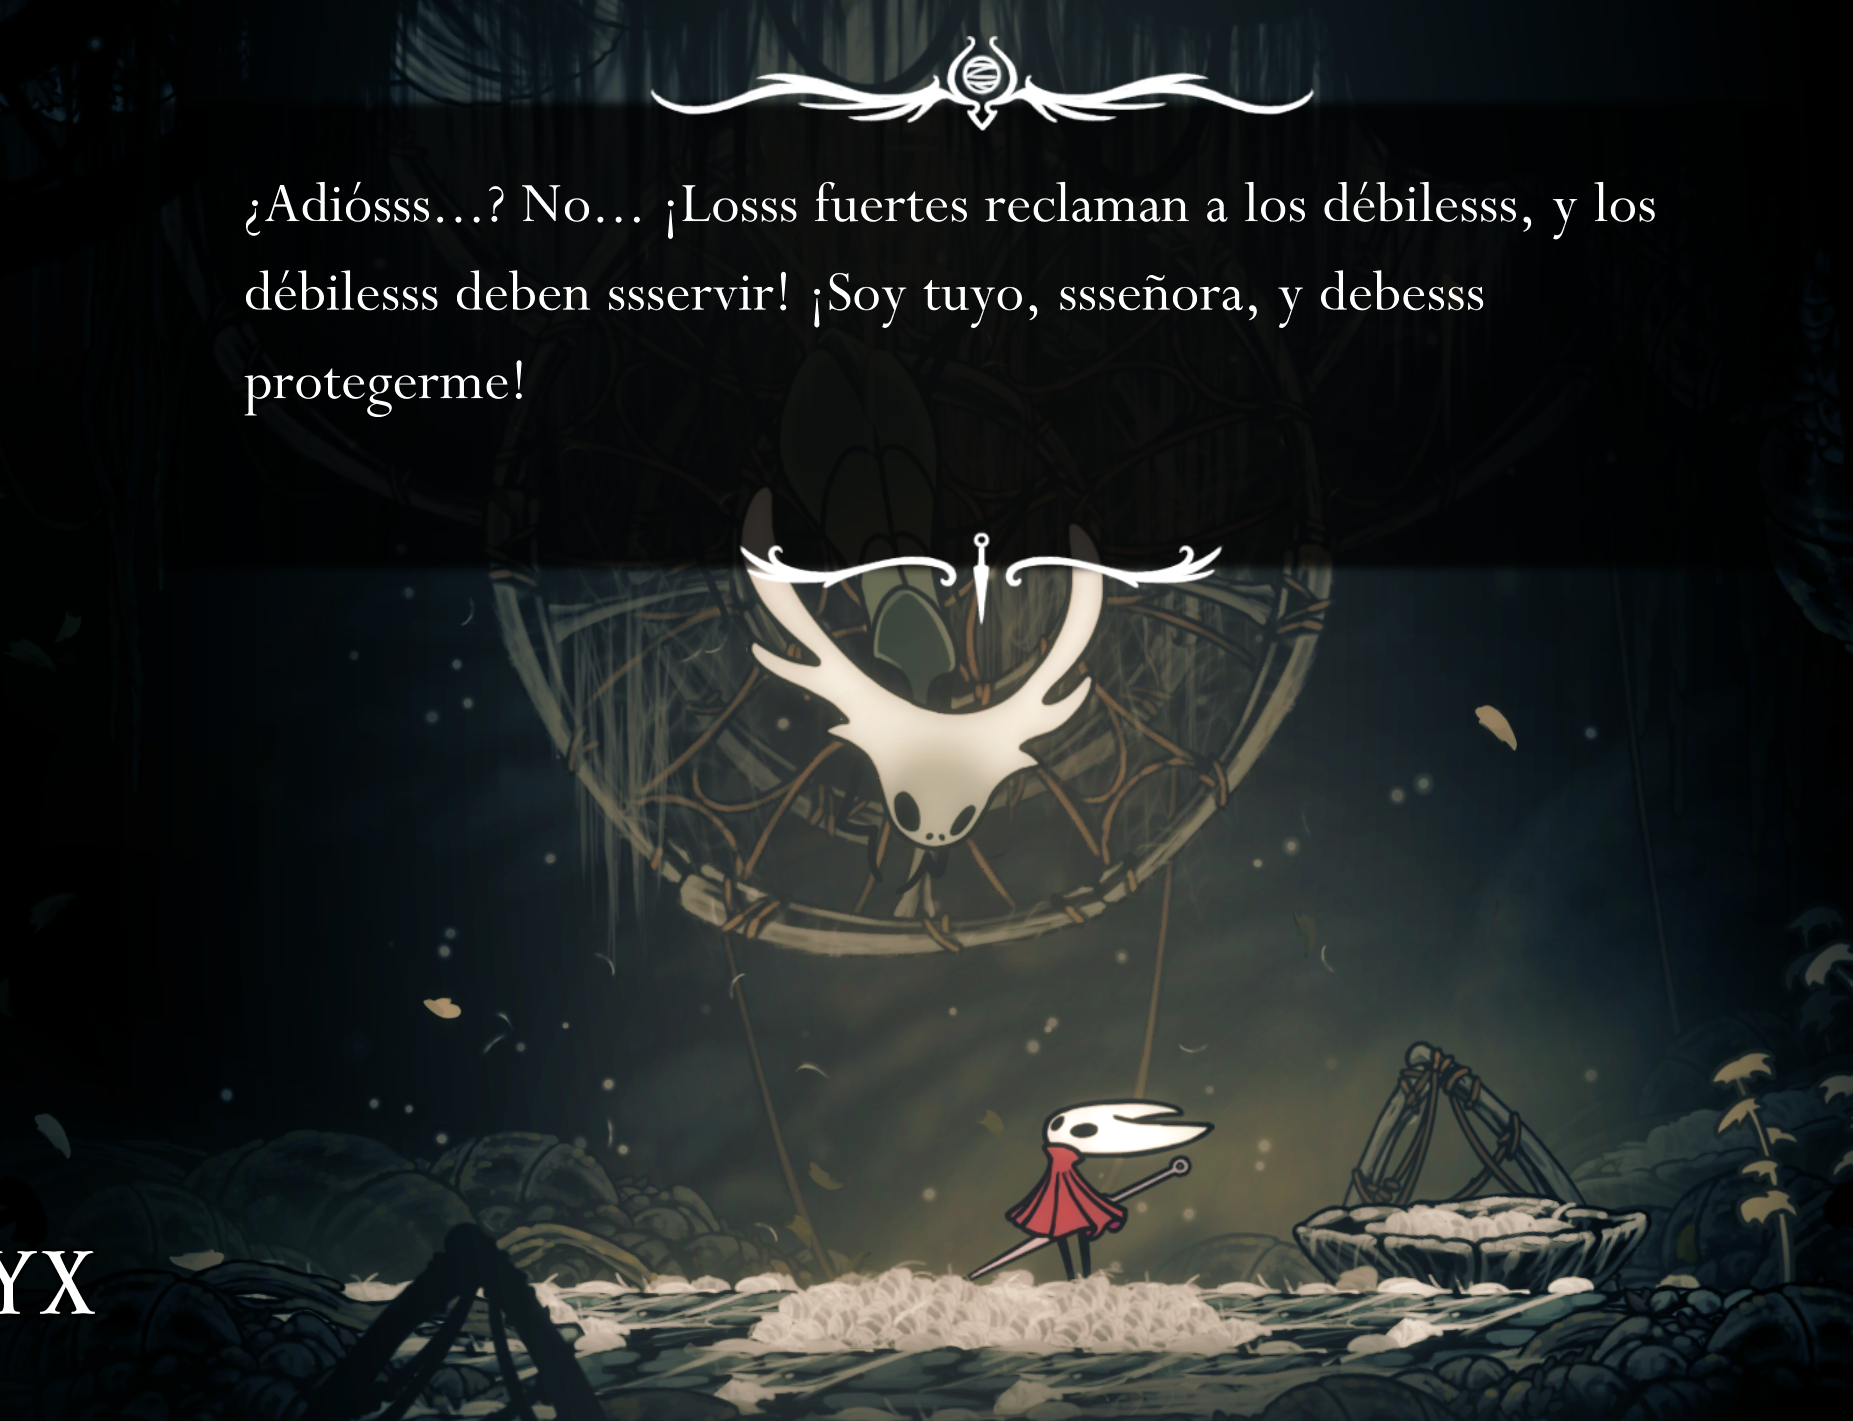 ¿Adiósss...? No... ¡Losss fuertes reclaman a los débilesss, y los
débilesss deben ssservir! ¡Soy tuyo, ssseñora, y debesss
protegerme!
YX